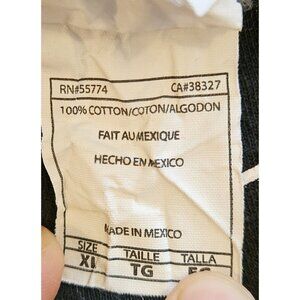 RN#55774 CA#38327
100% COTTON/COTON/ALGODON
FAIT AU MEXIQUE
HECHO EN MEXICO
MADE IN MEXICO
SIZE TAILLE TALLA
XL TG EG